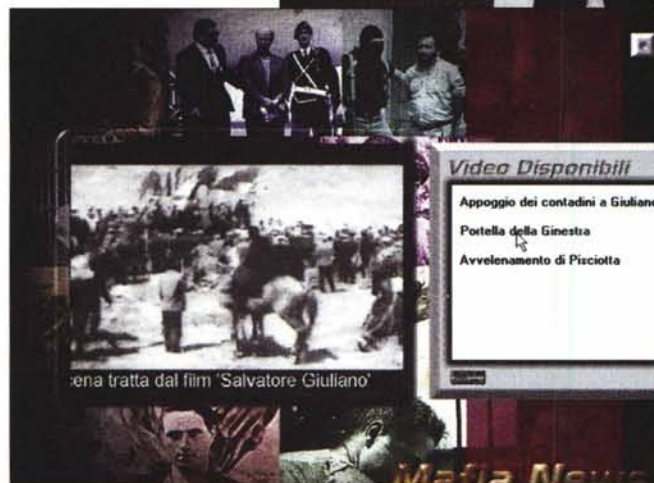 Video Disponibili
Appoggio dei contadini a Giuliano
Portella della Ginestra
Avvelenamento di Pisciotta
cena tratta dal film 'Salvatore Giuliano'
Mafia News